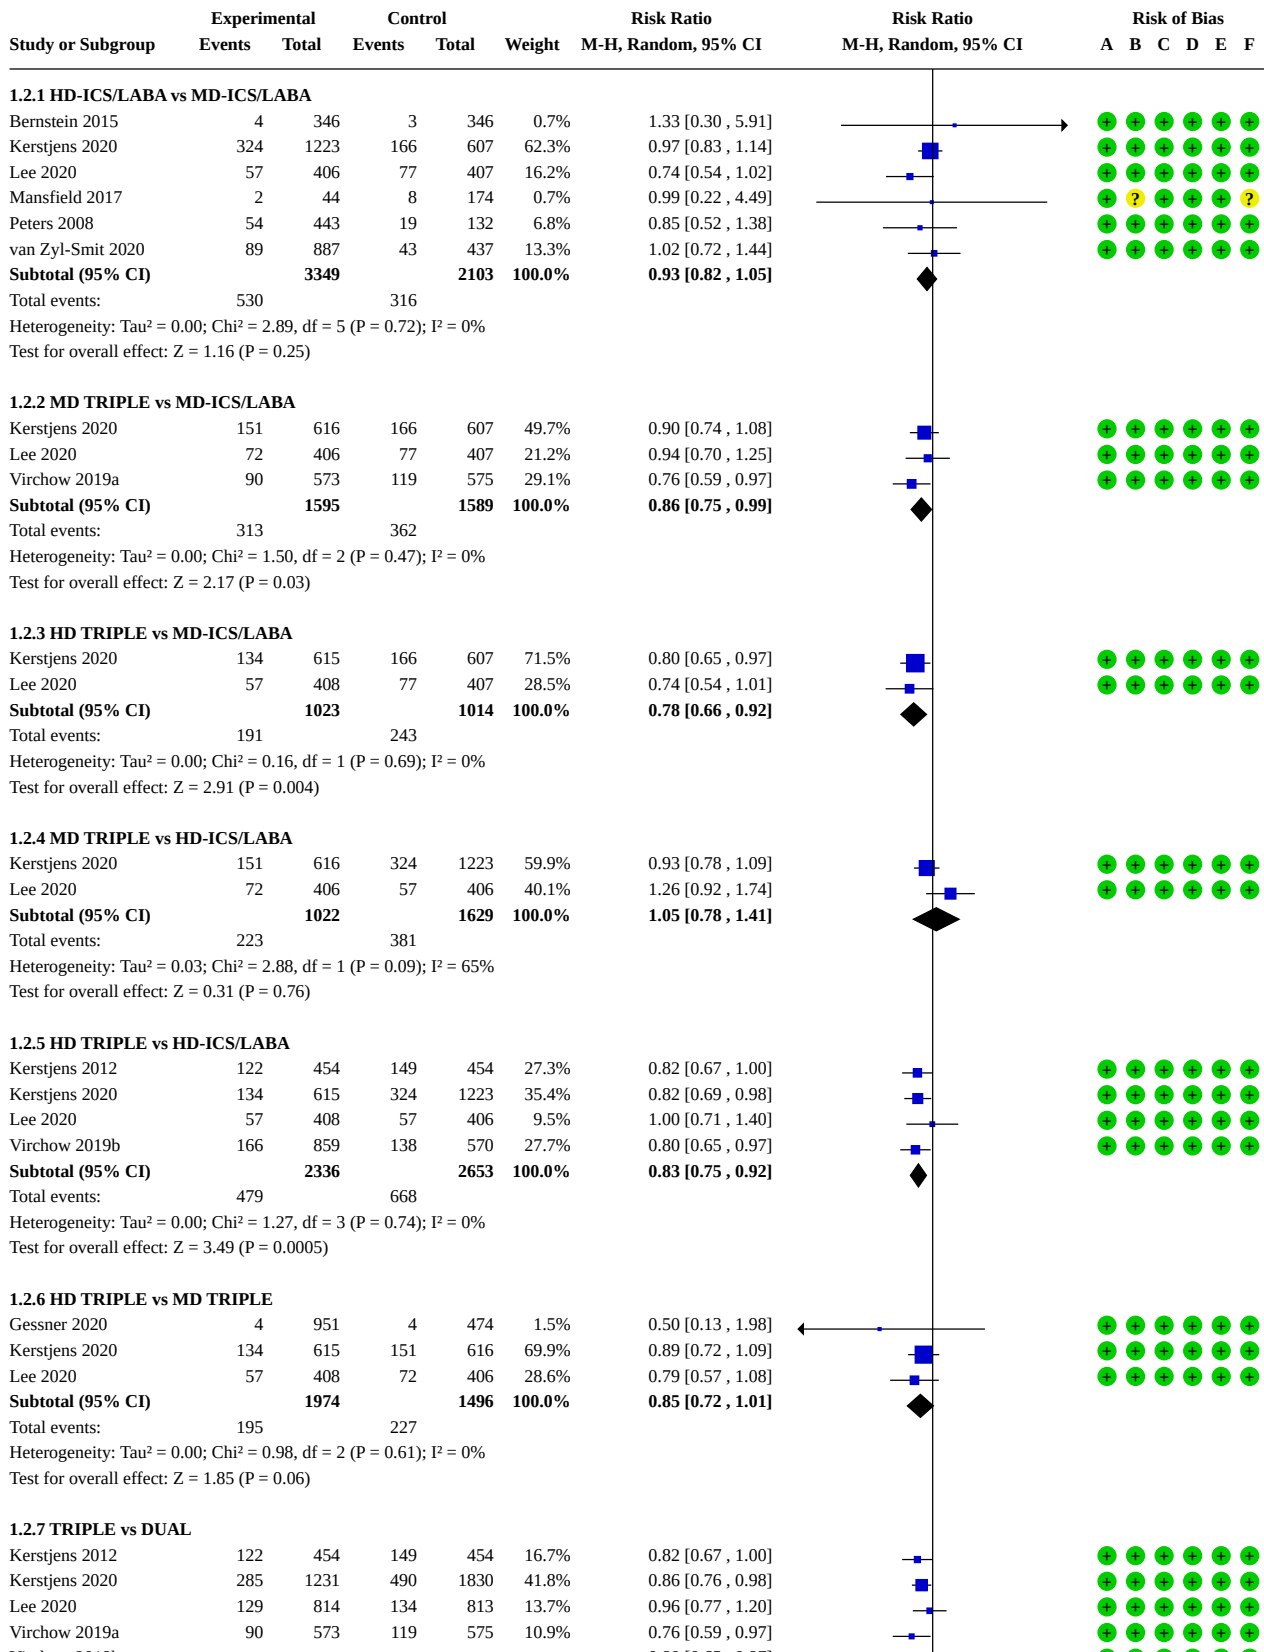 Experimental Control Risk Ratio Risk Ratio Risk of Bias
Study or Subgroup Events Total Events Total Weight M-H, Random, 95% CI M-H, Random, 95% CI A B C D E F
1.2.1 HD-ICS/LABA vs MD-ICS/LABA
Bernstein 2015 4 346 3 346 0.7% 1.33 [0.30 , 5.91] + + + + + +
Kerstjens 2020 324 1223 166 607 62.3% 0.97 [0.83 , 1.14] + + + + + +
Lee 2020 57 406 77 407 16.2% 0.74 [0.54 , 1.02] + + + + + +
Mansfield 2017 2 44 8 174 0.7% 0.99 [0.22 , 4.49] + ? + + + ?
Peters 2008 54 443 19 132 6.8% 0.85 [0.52 , 1.38] + + + + + +
van Zyl-Smit 2020 89 887 43 437 13.3% 1.02 [0.72 , 1.44] + + + + + +
Subtotal (95% CI) 3349 2103 100.0% 0.93 [0.82 , 1.05]
Total events: 530 316
Heterogeneity: Tau² = 0.00; Chi² = 2.89, df = 5 (P = 0.72); I² = 0%
Test for overall effect: Z = 1.16 (P = 0.25)
1.2.2 MD TRIPLE vs MD-ICS/LABA
Kerstjens 2020 151 616 166 607 49.7% 0.90 [0.74 , 1.08] + + + + + +
Lee 2020 72 406 77 407 21.2% 0.94 [0.70 , 1.25] + + + + + +
Virchow 2019a 90 573 119 575 29.1% 0.76 [0.59 , 0.97] + + + + + +
Subtotal (95% CI) 1595 1589 100.0% 0.86 [0.75 , 0.99]
Total events: 313 362
Heterogeneity: Tau² = 0.00; Chi² = 1.50, df = 2 (P = 0.47); I² = 0%
Test for overall effect: Z = 2.17 (P = 0.03)
1.2.3 HD TRIPLE vs MD-ICS/LABA
Kerstjens 2020 134 615 166 607 71.5% 0.80 [0.65 , 0.97] + + + + + +
Lee 2020 57 408 77 407 28.5% 0.74 [0.54 , 1.01] + + + + + +
Subtotal (95% CI) 1023 1014 100.0% 0.78 [0.66 , 0.92]
Total events: 191 243
Heterogeneity: Tau² = 0.00; Chi² = 0.16, df = 1 (P = 0.69); I² = 0%
Test for overall effect: Z = 2.91 (P = 0.004)
1.2.4 MD TRIPLE vs HD-ICS/LABA
Kerstjens 2020 151 616 324 1223 59.9% 0.93 [0.78 , 1.09] + + + + + +
Lee 2020 72 406 57 406 40.1% 1.26 [0.92 , 1.74] + + + + + +
Subtotal (95% CI) 1022 1629 100.0% 1.05 [0.78 , 1.41]
Total events: 223 381
Heterogeneity: Tau² = 0.03; Chi² = 2.88, df = 1 (P = 0.09); I² = 65%
Test for overall effect: Z = 0.31 (P = 0.76)
1.2.5 HD TRIPLE vs HD-ICS/LABA
Kerstjens 2012 122 454 149 454 27.3% 0.82 [0.67 , 1.00] + + + + + +
Kerstjens 2020 134 615 324 1223 35.4% 0.82 [0.69 , 0.98] + + + + + +
Lee 2020 57 408 57 406 9.5% 1.00 [0.71 , 1.40] + + + + + +
Virchow 2019b 166 859 138 570 27.7% 0.80 [0.65 , 0.97] + + + + + +
Subtotal (95% CI) 2336 2653 100.0% 0.83 [0.75 , 0.92]
Total events: 479 668
Heterogeneity: Tau² = 0.00; Chi² = 1.27, df = 3 (P = 0.74); I² = 0%
Test for overall effect: Z = 3.49 (P = 0.0005)
1.2.6 HD TRIPLE vs MD TRIPLE
Gessner 2020 4 951 4 474 1.5% 0.50 [0.13 , 1.98] + + + + + +
Kerstjens 2020 134 615 151 616 69.9% 0.89 [0.72 , 1.09] + + + + + +
Lee 2020 57 408 72 406 28.6% 0.79 [0.57 , 1.08] + + + + + +
Subtotal (95% CI) 1974 1496 100.0% 0.85 [0.72 , 1.01]
Total events: 195 227
Heterogeneity: Tau² = 0.00; Chi² = 0.98, df = 2 (P = 0.61); I² = 0%
Test for overall effect: Z = 1.85 (P = 0.06)
1.2.7 TRIPLE vs DUAL
Kerstjens 2012 122 454 149 454 16.7% 0.82 [0.67 , 1.00] + + + + + +
Kerstjens 2020 285 1231 490 1830 41.8% 0.86 [0.76 , 0.98] + + + + + +
Lee 2020 129 814 134 813 13.7% 0.96 [0.77 , 1.20] + + + + + +
Virchow 2019a 90 573 119 575 10.9% 0.76 [0.59 , 0.97] + + + + + +